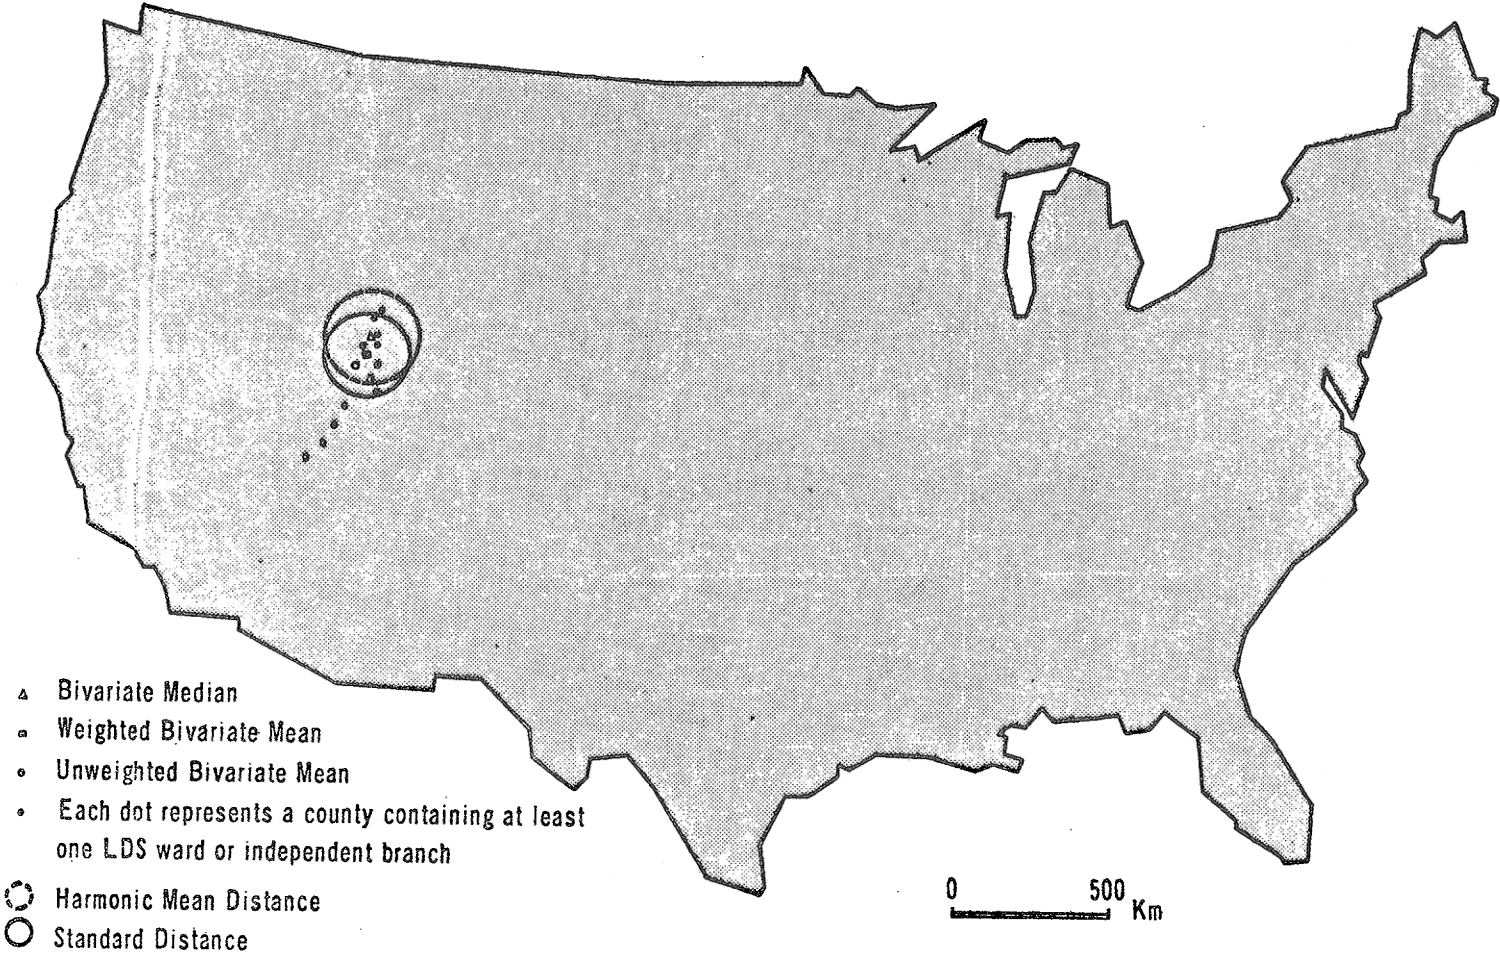 Bivariate Median
Weighted Bivariate Mean
Unweighted Bivariate Mean
Each dot represents a county containing at least
one LDS ward or independent branch
Harmonic Mean Distance
Standard Distance
0 500
Km